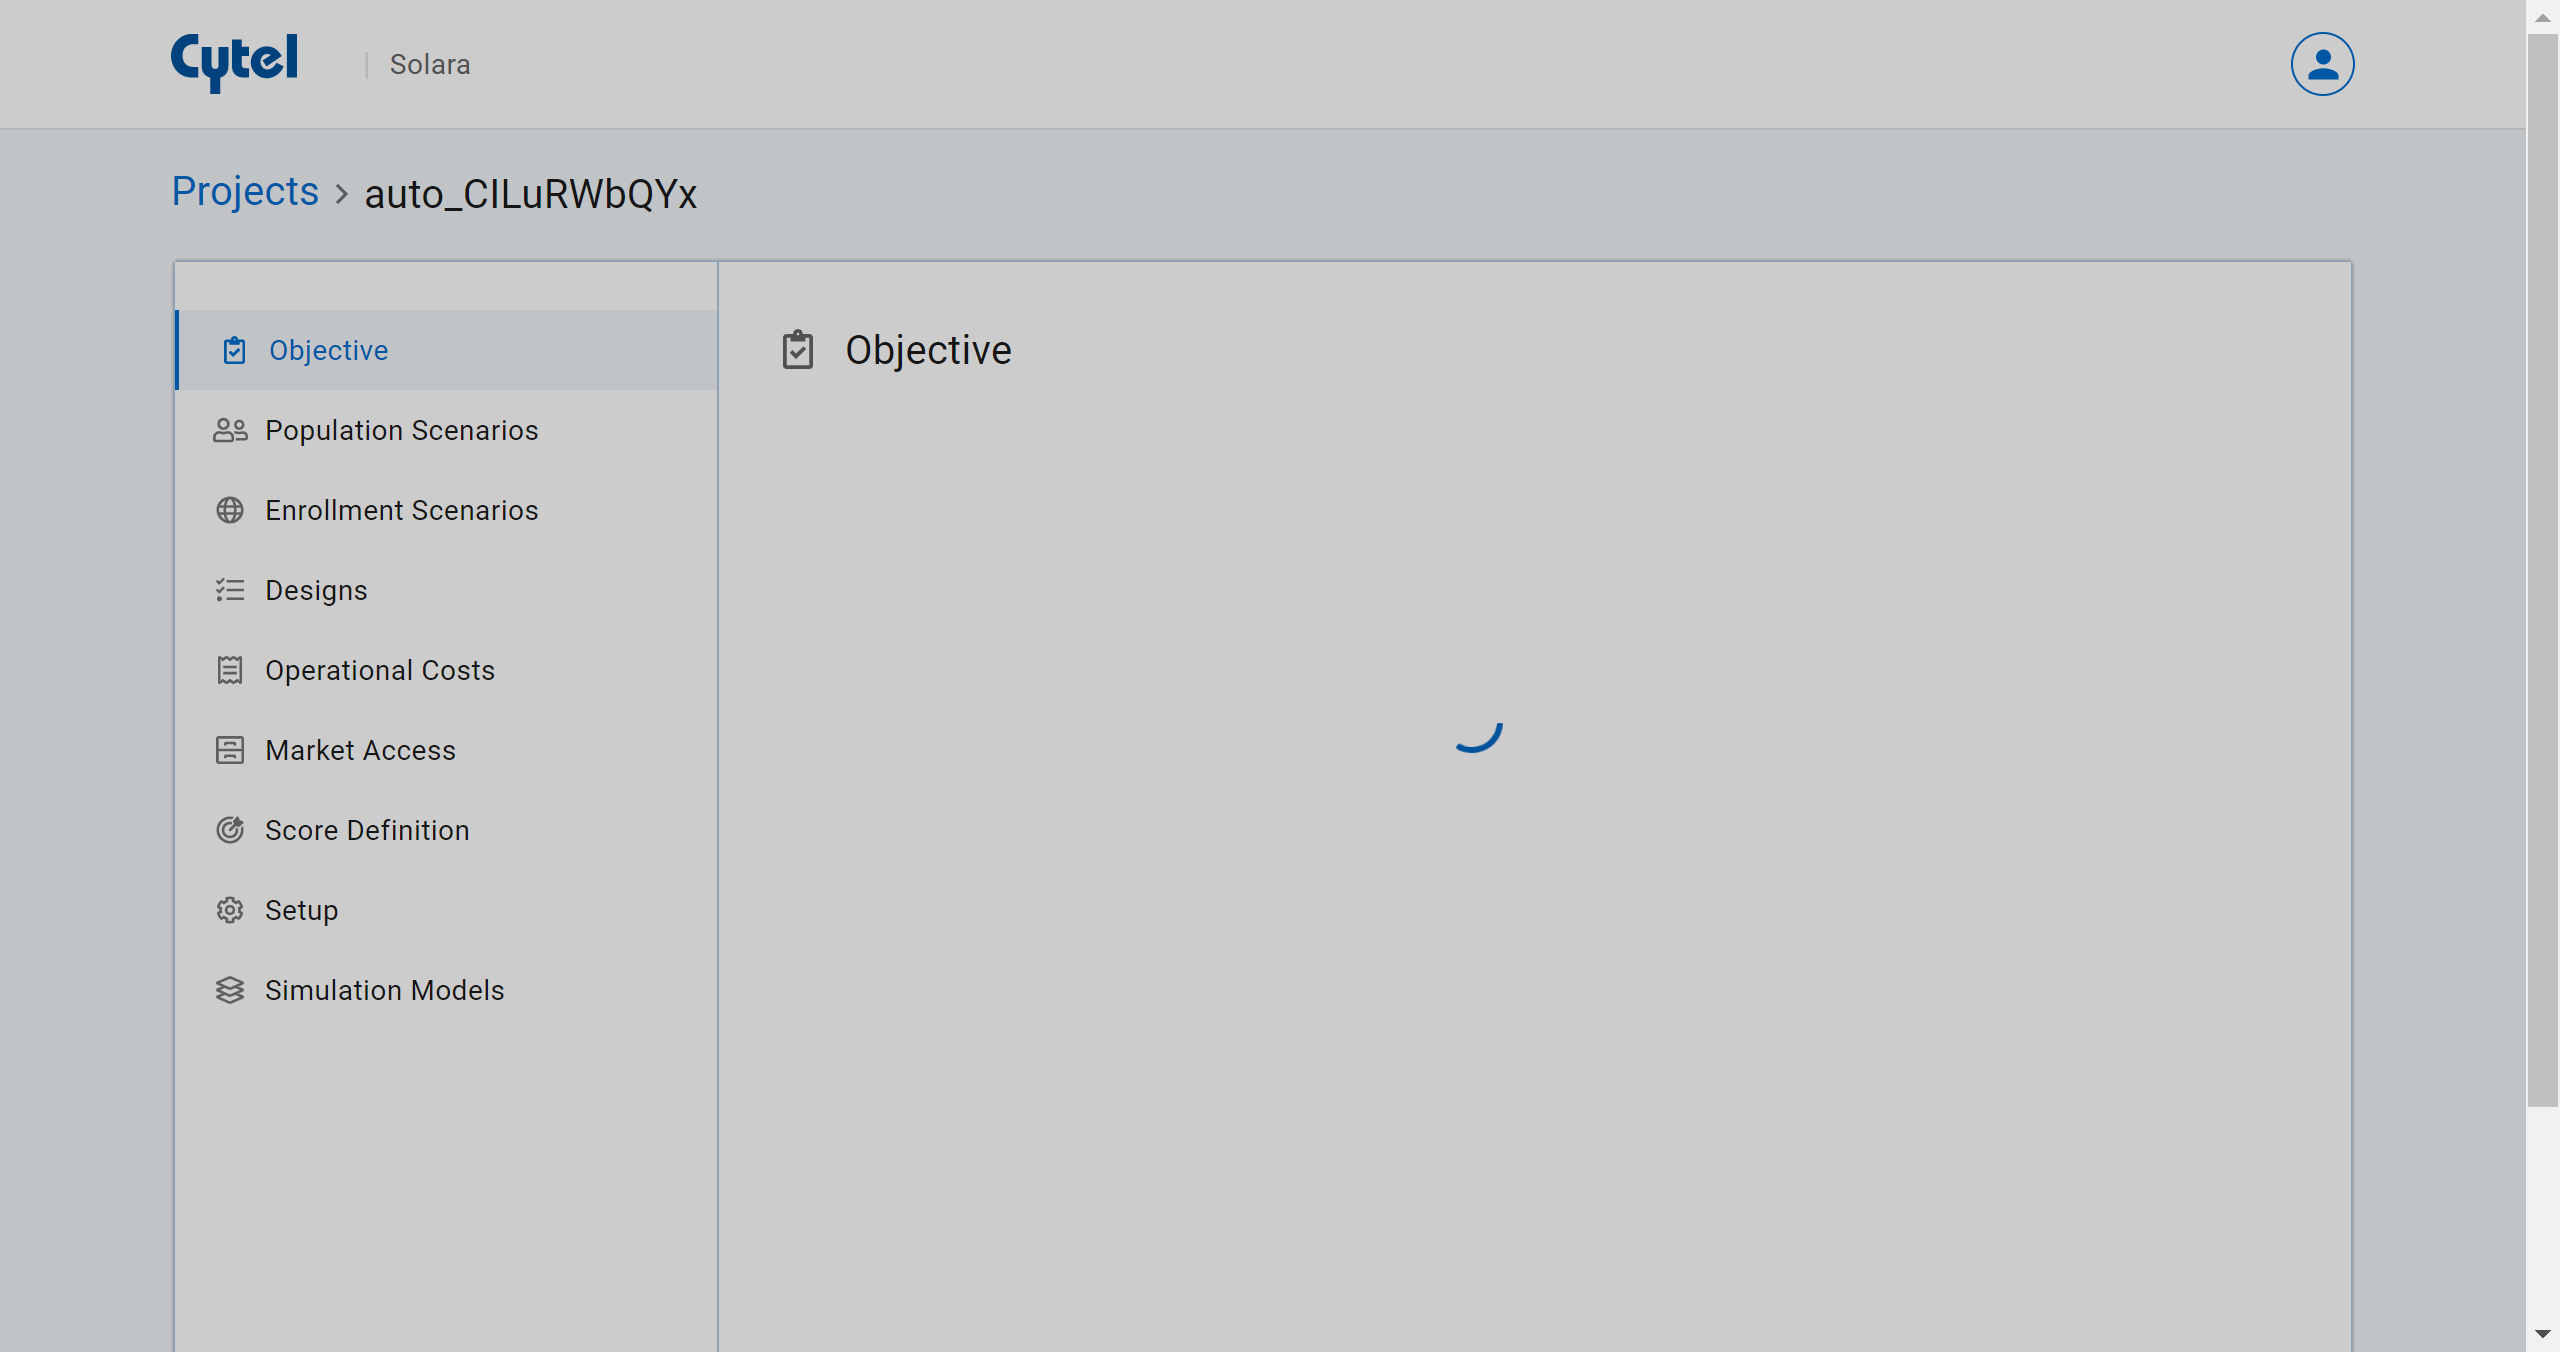 Cytel | Solara
Projects > auto_CILuRWbQYx
Objective
Population Scenarios
Enrollment Scenarios
Designs
Operational Costs
Market Access
Score Definition
Setup
Simulation Models
Objective